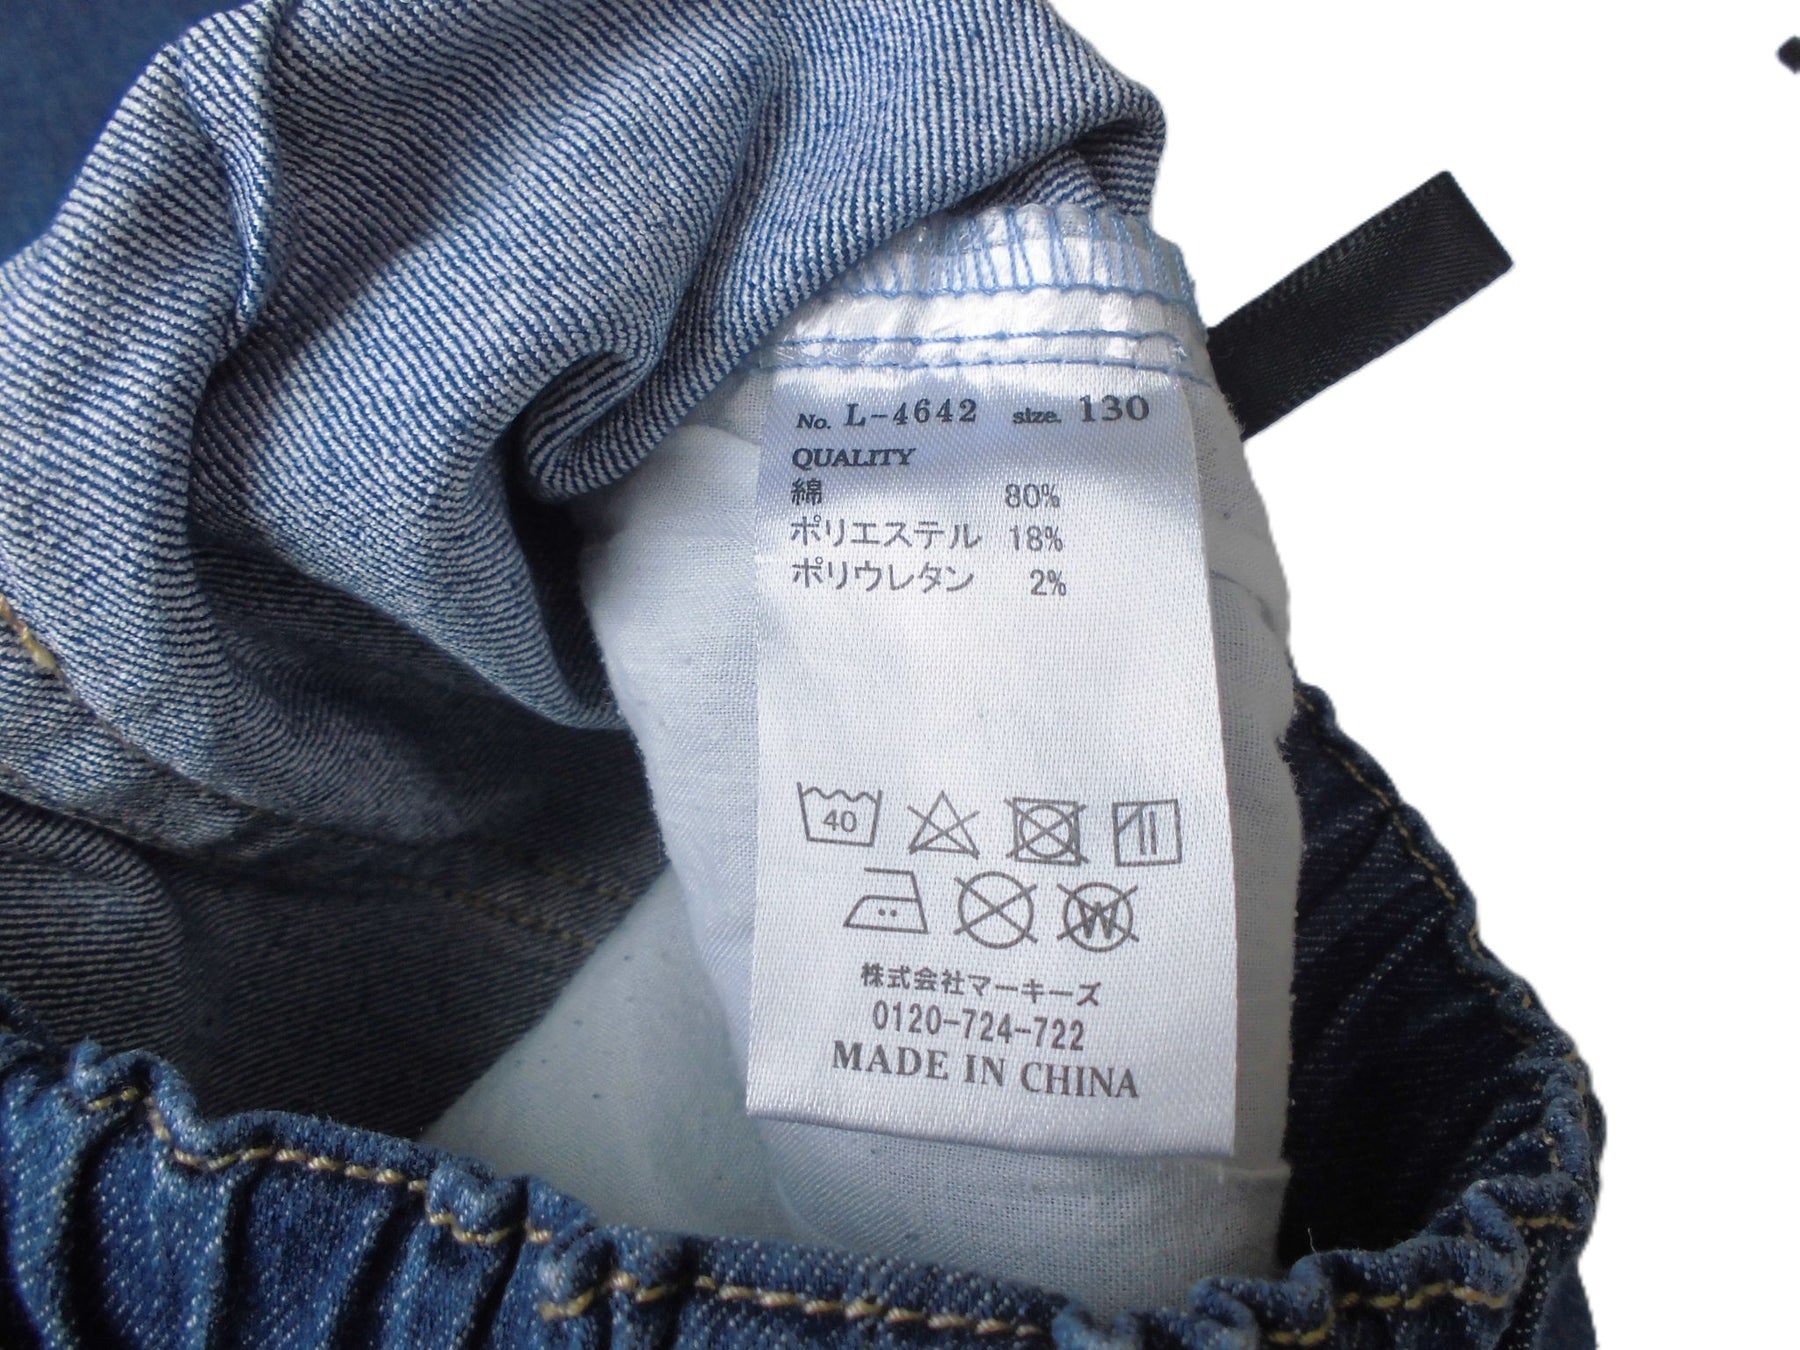 No. L-4642 size. 130
QUALITY
綿 80%
ポリエステル 18%
ポリウレタン 2%
40
W
株式会社マーキーズ
0120-724-722
MADE IN CHINA